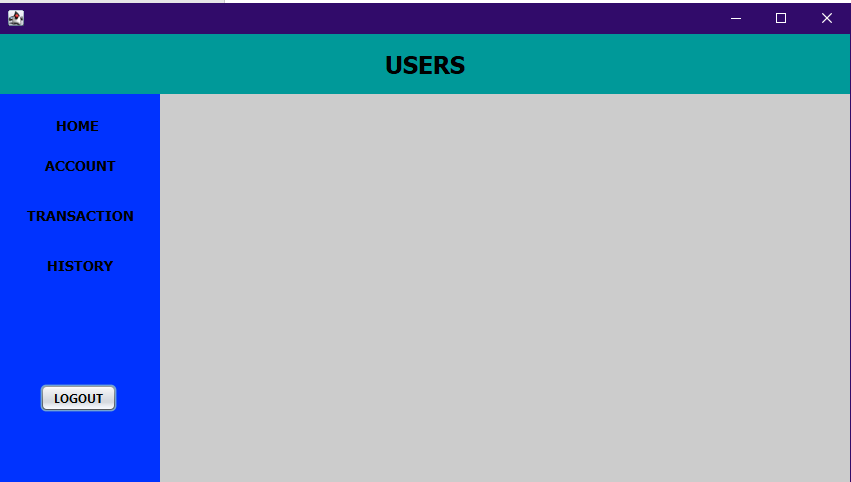 USERS
HOME
ACCOUNT
TRANSACTION
HISTORY
LOGOUT